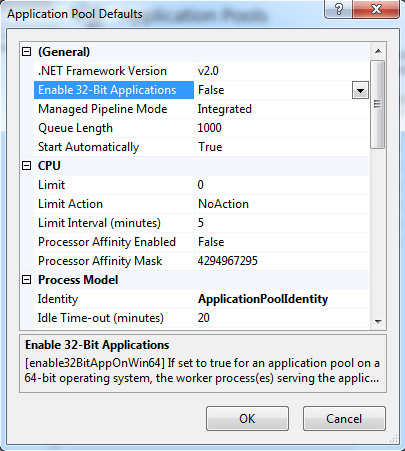 Application Pool Defaults
(General)
.NET Framework Version v2.0
Enable 32-Bit Applications False
Managed Pipeline Mode Integrated
Queue Length 1000
Start Automatically True
CPU
Limit 0
Limit Action NoAction
Limit Interval (minutes) 5
Processor Affinity Enabled False
Processor Affinity Mask 4294967295
Process Model
Identity ApplicationPoolIdentity
Idle Time-out (minutes) 20
Enable 32-Bit Applications
[enable32BitAppOnWin64] If set to true for an application pool on a
64-bit operating system, the worker process(es) serving the applic...
OK Cancel